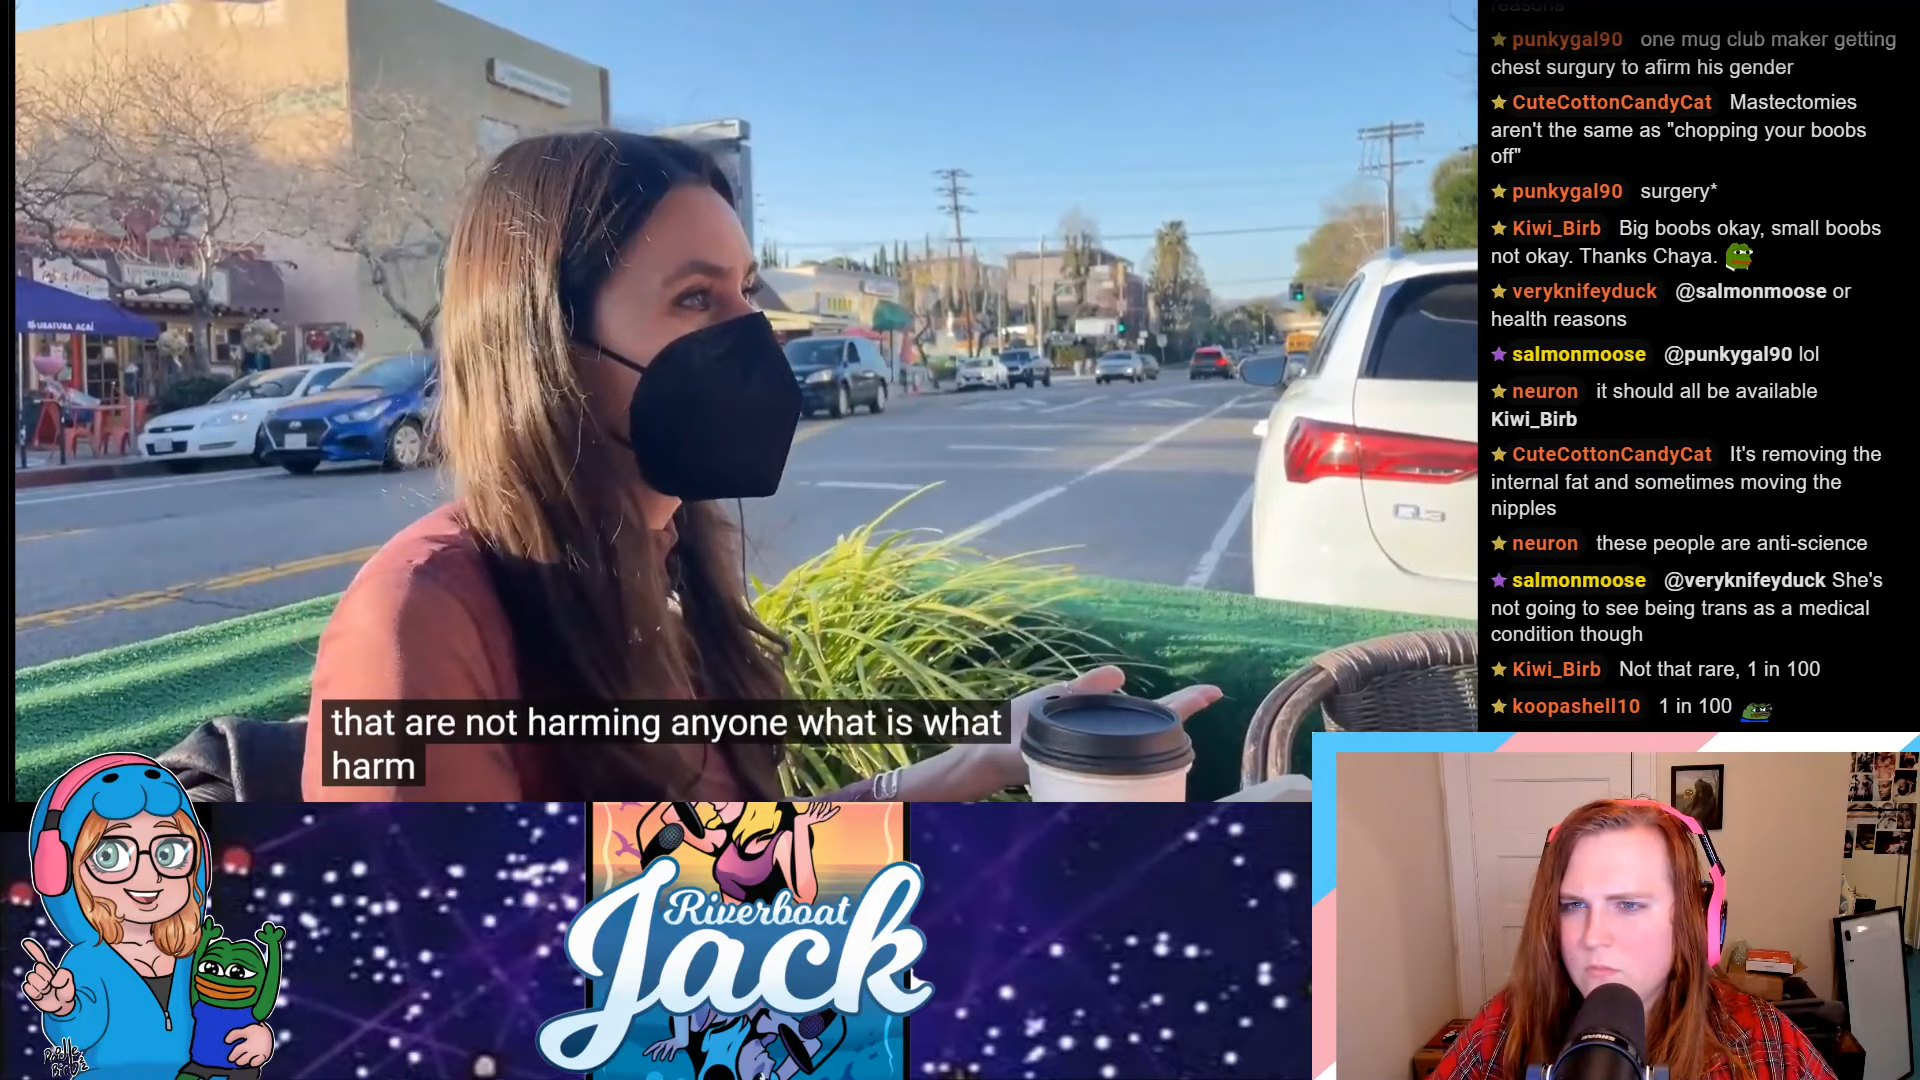 reasons
punkygal90 one mug club maker getting
chest surgury to afirm his gender
CuteCottonCandyCat Mastectomies
aren't the same as "chopping your boobs
off"
punkygal90 surgery*
Kiwi_Birb Big boobs okay, small boobs
not okay. Thanks Chaya.
veryknifeyduck @salmonmoose or
health reasons
salmonmoose @punkygal90 lol
neuron it should all be available
Kiwi_Birb
CuteCottonCandyCat It's removing the
internal fat and sometimes moving the
nipples
neuron these people are anti-science
salmonmoose @veryknifeyduck She's
not going to see being trans as a medical
condition though
Kiwi_Birb Not that rare, 1 in 100
koopashell10 1 in 100
UBATUBA AÇAÍ
Q3
that are not harming anyone what is what
harm
Riverboat
Jack